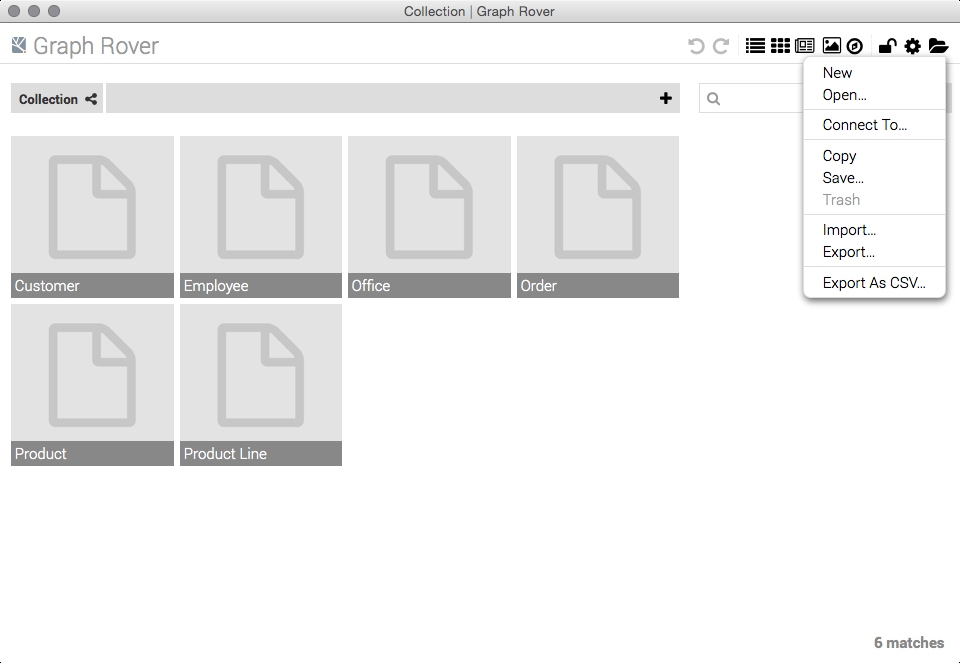 Collection | Graph Rover
Graph Rover
Collection
New
Open...
Connect To...
Copy
Save...
Trash
Import...
Export...
Export As CSV...
Customer
Employee
Office
Order
Product
Product Line
6 matches